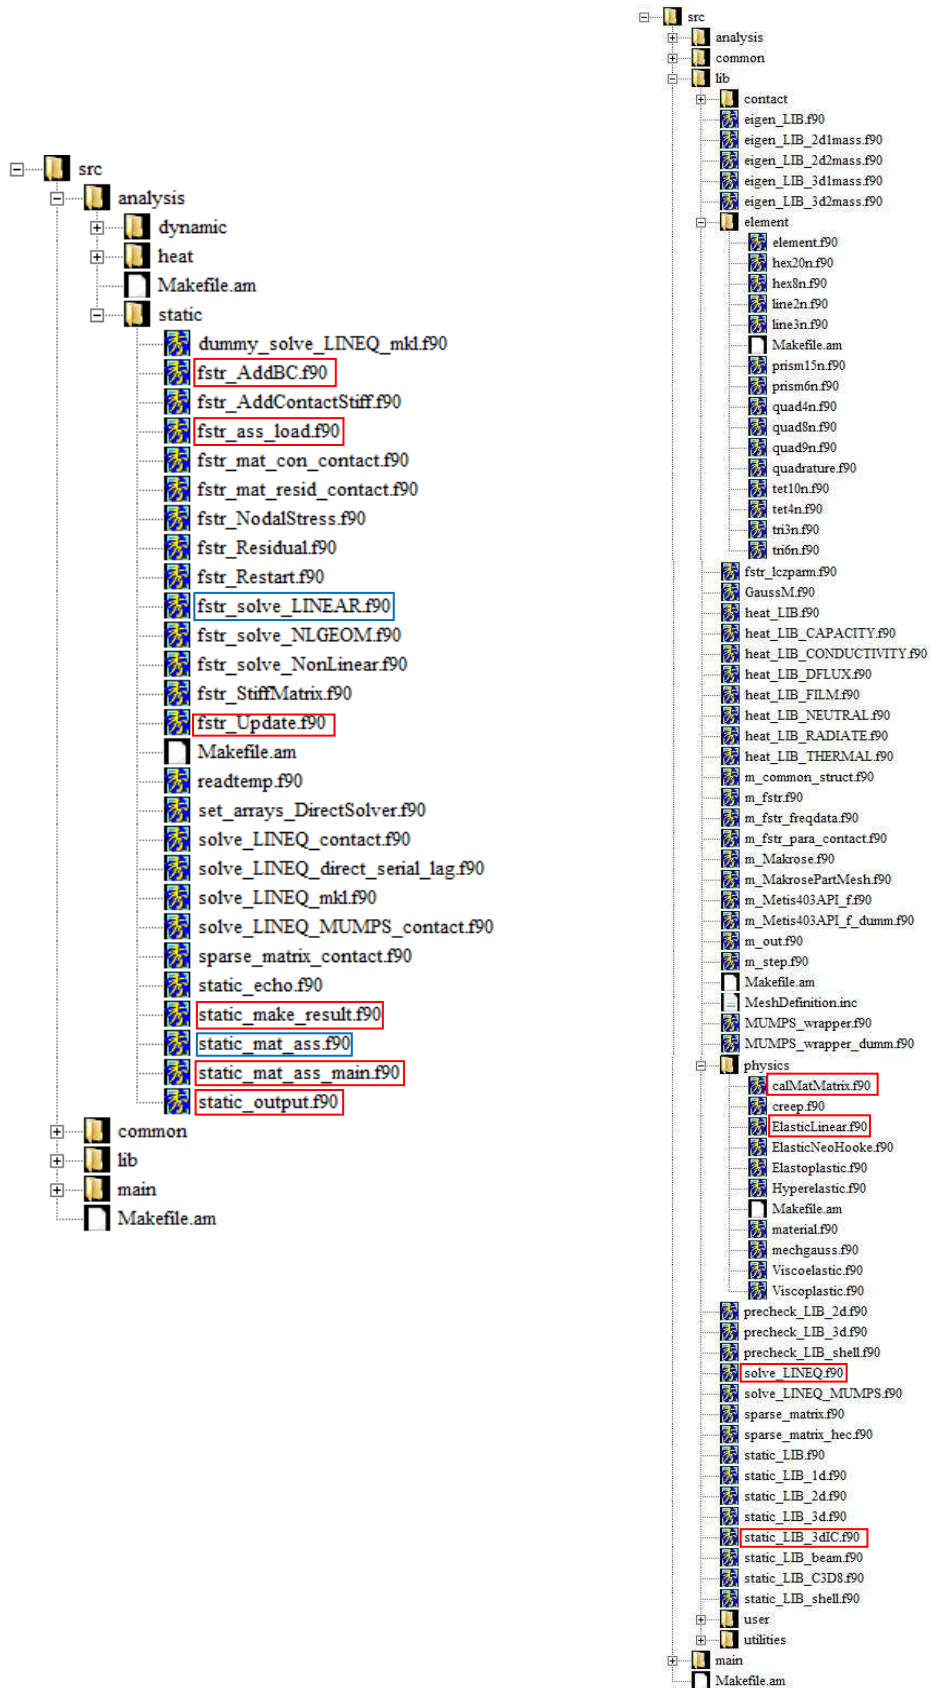 src
analysis
dynamic
heat
Makefile.am
static
dummy_solve_LINEQ_mkl.f90
fstr_AddBC.f90
fstr_AddContactStiff.f90
fstr_ass_load.f90
fstr_mat_con_contact.f90
fstr_mat_resid_contact.f90
fstr_NodalStress.f90
fstr_Residual.f90
fstr_Restart.f90
fstr_solve_LINEAR.f90
fstr_solve_NLGEOM.f90
fstr_solve_NonLinear.f90
fstr_StiffMatrix.f90
fstr_Update.f90
Makefile.am
readtemp.f90
set_arrays_DirectSolver.f90
solve_LINEQ_contact.f90
solve_LINEQ_direct_serial_lag.f90
solve_LINEQ_mkl.f90
solve_LINEQ_MUMPS_contact.f90
sparse_matrix_contact.f90
static_echo.f90
static_make_result.f90
static_mat_ass.f90
static_mat_ass_main.f90
static_output.f90
common
lib
main
Makefile.am
src
analysis
common
lib
contact
eigen_LIB.f90
eigen_LIB_2d1mass.f90
eigen_LIB_2d2mass.f90
eigen_LIB_3d1mass.f90
eigen_LIB_3d2mass.f90
element
element.f90
hex20n.f90
hex8n.f90
line2n.f90
line3n.f90
Makefile.am
prism15n.f90
prism6n.f90
quad4n.f90
quad8n.f90
quad9n.f90
quadrature.f90
tet10n.f90
tet4n.f90
tri3n.f90
tri6n.f90
fstr_lczparm.f90
GaussM.f90
heat_LIB.f90
heat_LIB_CAPACITY.f90
heat_LIB_CONDUCTIVITY.f90
heat_LIB_DFLUX.f90
heat_LIB_FILM.f90
heat_LIB_NEUTRAL.f90
heat_LIB_RADIATE.f90
heat_LIB_THERMAL.f90
m_common_struct.f90
m_fstr.f90
m_fstr_freqdata.f90
m_fstr_para_contact.f90
m_Makrose.f90
m_MakrosePartMesh.f90
m_Metis403API_f.f90
m_Metis403API_f_dumm.f90
m_out.f90
m_step.f90
Makefile.am
MeshDefinition.inc
MUMPS_wrapper.f90
MUMPS_wrapper_dumm.f90
physics
calMatMatrix.f90
creep.f90
ElasticLinear.f90
ElasticNeoHooke.f90
Elastoplastic.f90
Hyperelastic.f90
Makefile.am
material.f90
mechgauss.f90
Viscoelastic.f90
Viscoplastic.f90
precheck_LIB_2d.f90
precheck_LIB_3d.f90
precheck_LIB_shell.f90
solve_LINEQ.f90
solve_LINEQ_MUMPS.f90
sparse_matrix.f90
sparse_matrix_hec.f90
static_LIB.f90
static_LIB_1d.f90
static_LIB_2d.f90
static_LIB_3d.f90
static_LIB_3dIC.f90
static_LIB_beam.f90
static_LIB_C3D8.f90
static_LIB_shell.f90
user
utilities
main
Makefile.am